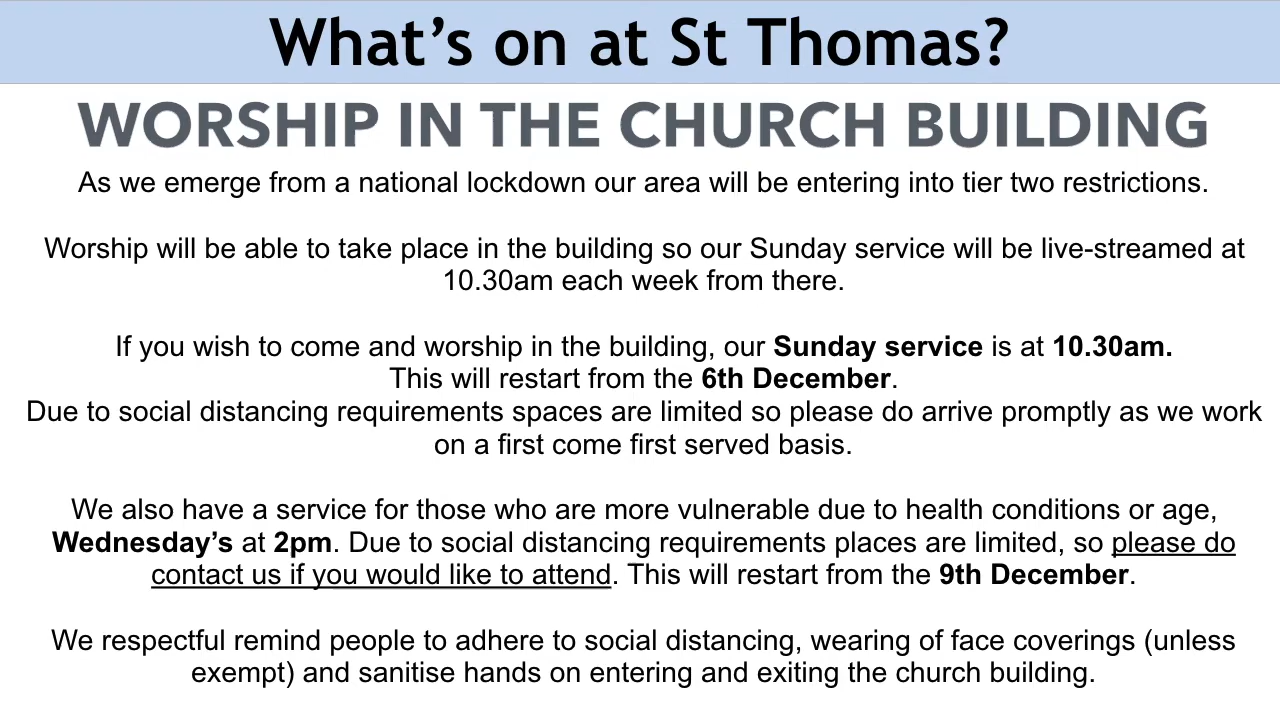 What’s on at St Thomas?
WORSHIP IN THE CHURCH BUILDING
As we emerge from a national lockdown our area will be entering into tier two restrictions.
Worship will be able to take place in the building so our Sunday service will be live-streamed at
10.30am each week from there.
If you wish to come and worship in the building, our Sunday service is at 10.30am.
This will restart from the 6th December.
Due to social distancing requirements spaces are limited so please do arrive promptly as we work
on a first come first served basis.
We also have a service for those who are more vulnerable due to health conditions or age,
Wednesday’s at 2pm. Due to social distancing requirements places are limited, so please do
contact us if you would like to attend. This will restart from the 9th December.
We respectful remind people to adhere to social distancing, wearing of face coverings (unless
exempt) and sanitise hands on entering and exiting the church building.